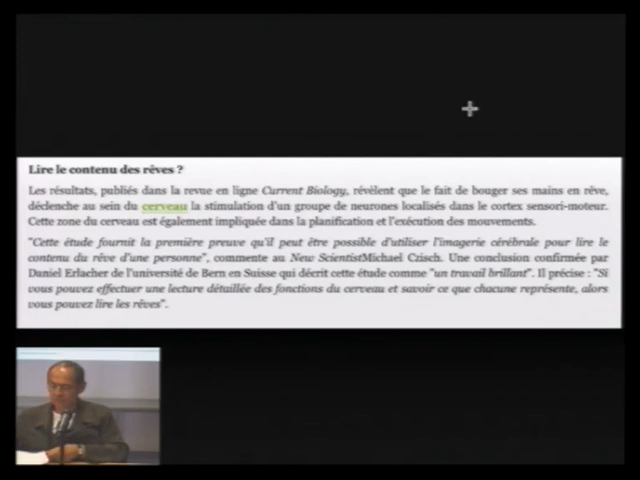 Lire le contenu des rêves ?
Les résultats, publiés dans la revue en ligne Current Biology, révèlent que le fait de bouger ses mains en rêve,
déclenche au sein du cerveau la stimulation d'un groupe de neurones localisés dans le cortex sensori-moteur.
Cette zone du cerveau est également impliquée dans la planification et l'exécution des mouvements.
"Cette étude fournit la première preuve qu'il peut être possible d'utiliser l'imagerie cérébrale pour lire le
contenu du rêve d'une personne", commente au New ScientistMichael Czisch. Une conclusion confirmée par
Daniel Erlacher de l'université de Bern en Suisse qui décrit cette étude comme "un travail brillant". Il précise : "Si
vous pouvez effectuer une lecture détaillée des fonctions du cerveau et savoir ce que chacune représente, alors
vous pouvez lire les rêves".